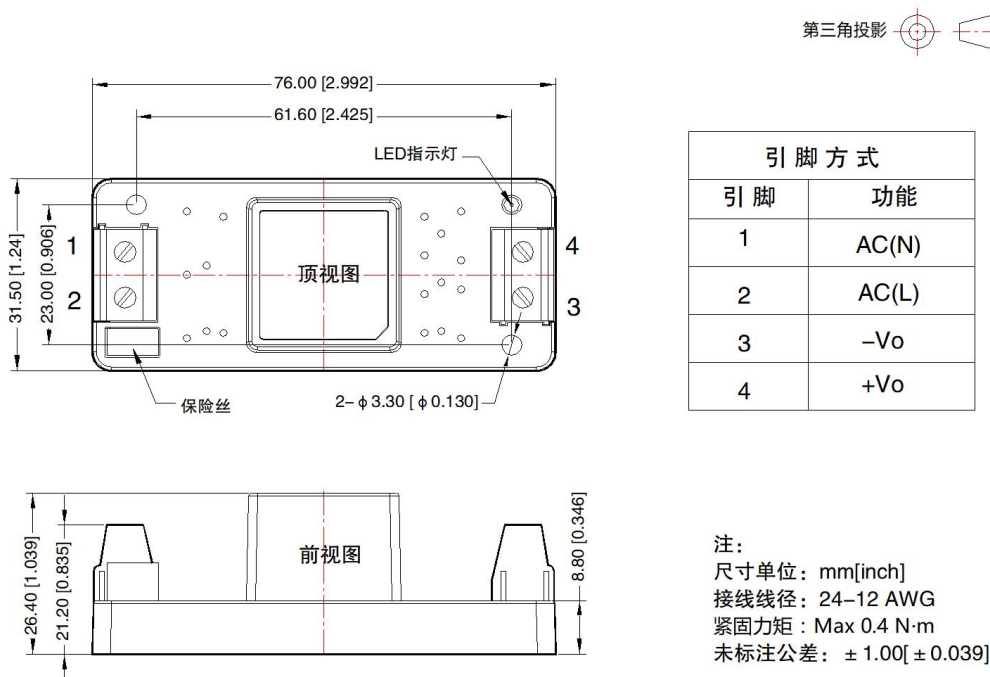 第三角投影
76.00 [2.992]
61.60 [2.425]
LED指示灯
31.50 [1.24]
23.00 [0.906]
1
2
顶视图
4
3
保险丝
2–φ3.30 [φ0.130]
引脚方式
引脚 功能
1 AC(N)
2 AC(L)
3 –Vo
4 +Vo
26.40 [1.039]
21.20 [0.835]
前视图
8.80 [0.346]
注：
尺寸单位：mm[inch]
接线线径：24–12 AWG
紧固力矩：Max 0.4 N·m
未标注公差：±1.00[±0.039]